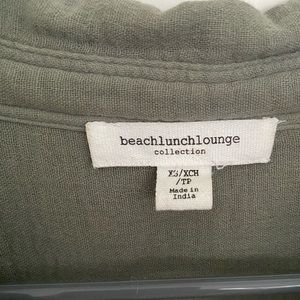 beachlunchlounge
collection
XS/XCH
/TP
Made in
India